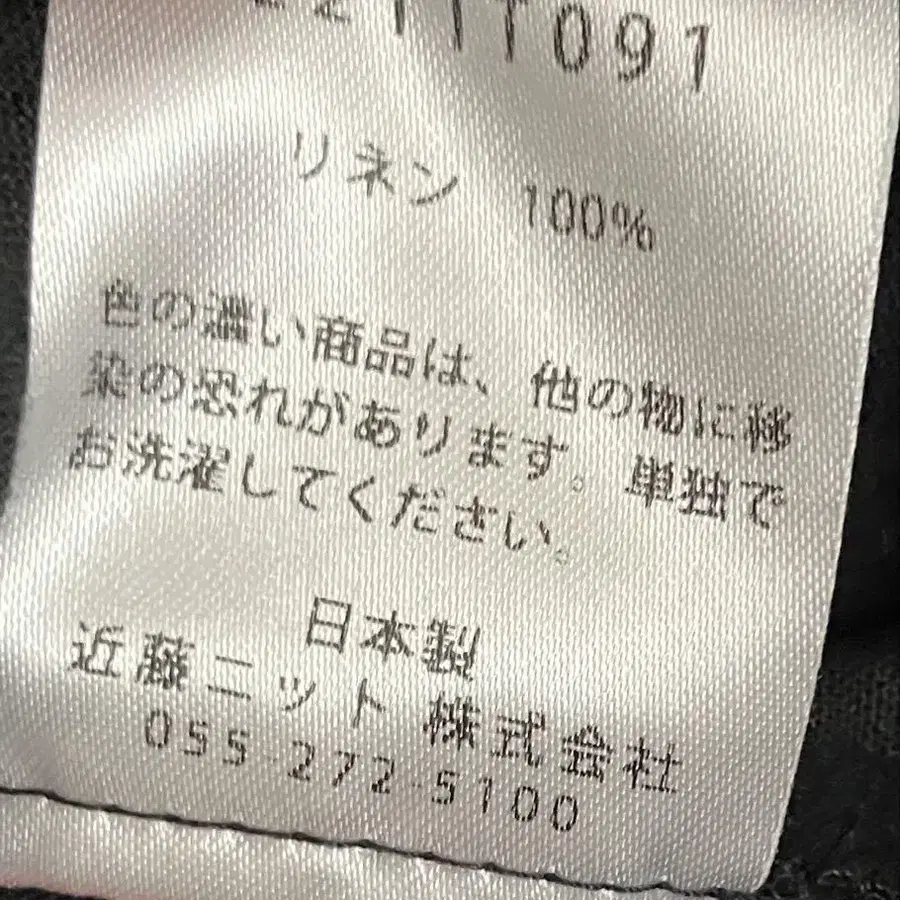 T091
リネン 100%
色の濃い商品は、他の物に移
染の恐れがあります。単独で
お洗濯してください。
日本製
近藤ニット株式会社
055-272-5100